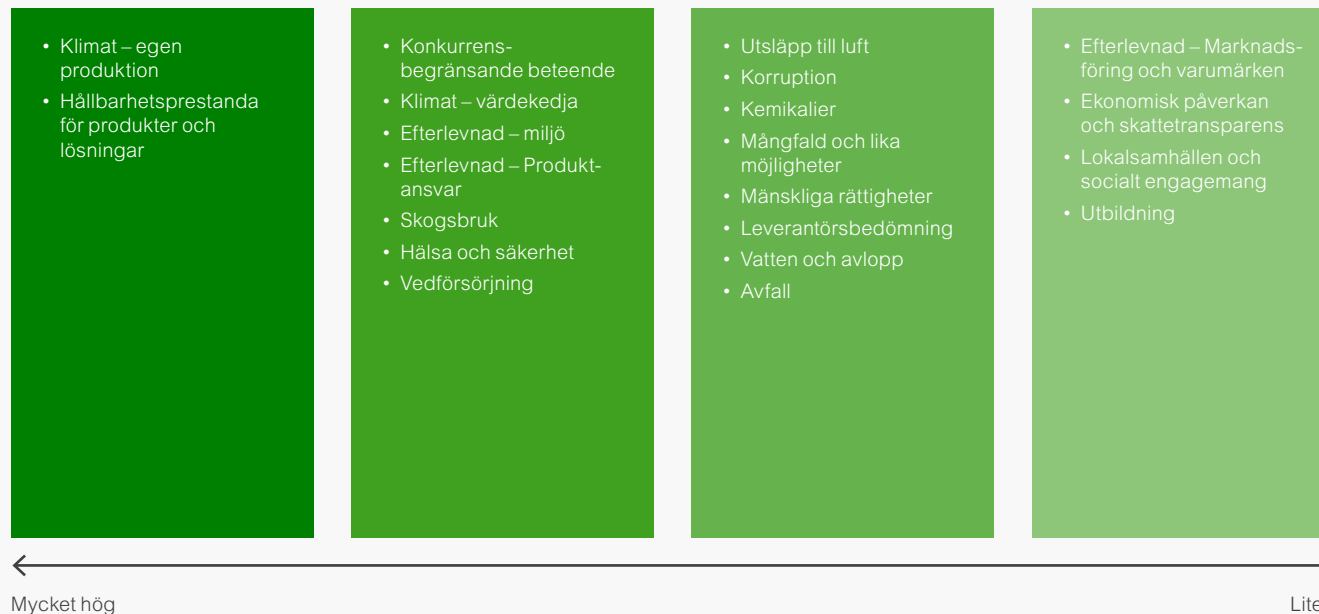 • Klimat – egen
produktion
• Hållbarhetsprestanda
för produkter och
lösningar
• Konkurrens-
begränsande beteende
• Klimat – värdekedja
• Efterlevnad – miljö
• Efterlevnad – Produkt-
ansvar
• Skogsbruk
• Hälsa och säkerhet
• Vedförsörjning
• Utsläpp till luft
• Korruption
• Kemikalier
• Mångfald och lika
möjligheter
• Mänskliga rättigheter
• Leverantörsbedömning
• Vatten och avlopp
• Avfall
• Efterlevnad – Marknads-
föring och varumärken
• Ekonomisk påverkan
och skattetransparens
• Lokalsamhällen och
socialt engagemang
• Utbildning
Mycket hög
Lite